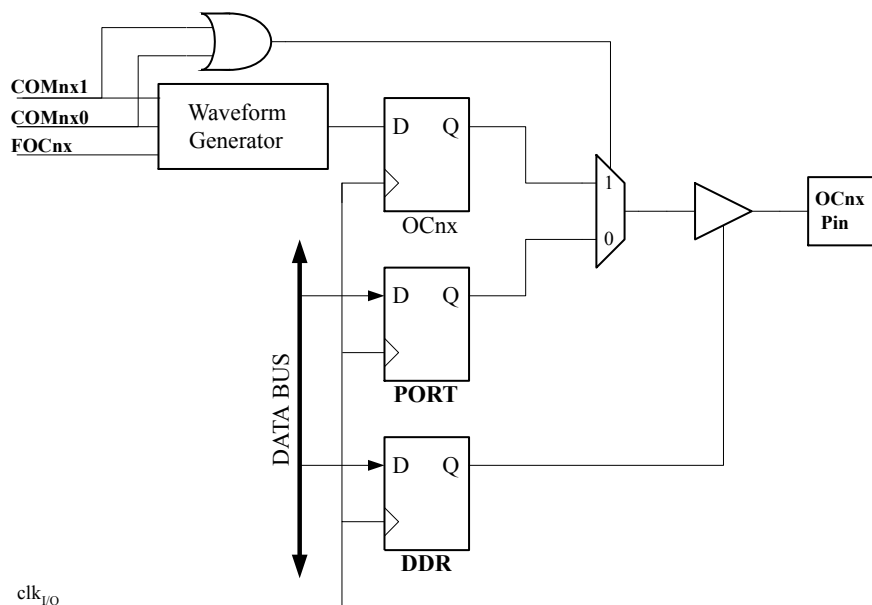 COMnx1
COMnx0
FOCnx
Waveform
Generator
D Q
OCnx
1
0
OCnx
Pin
D Q
PORT
DATA BUS
D Q
DDR
clkI/O